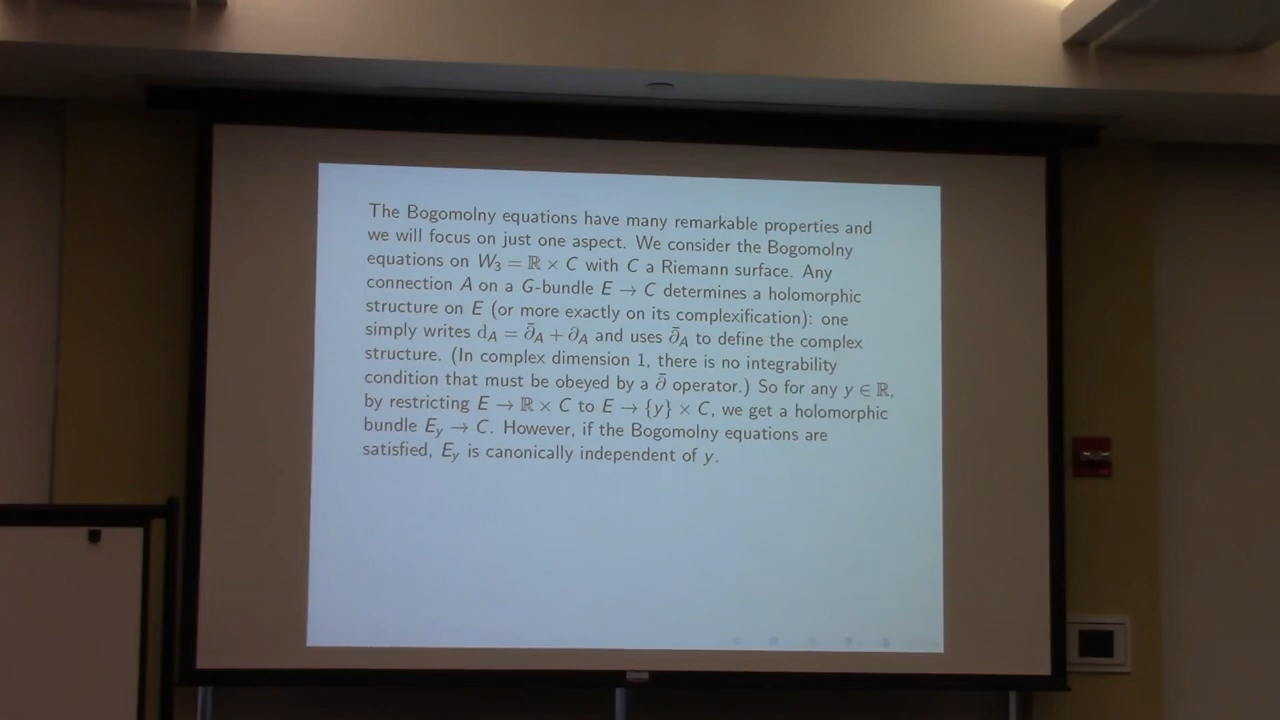 The Bogomolny equations have many remarkable properties and
we will focus on just one aspect. We consider the Bogomolny
equations on W₃ = ℝ × C with C a Riemann surface. Any
connection A on a G-bundle E → C determines a holomorphic
structure on E (or more exactly on its complexification): one
simply writes d_A = ∂̄_A + ∂_A and uses ∂̄_A to define the complex
structure. (In complex dimension 1, there is no integrability
condition that must be obeyed by a ∂̄ operator.) So for any y ∈ ℝ,
by restricting E → ℝ × C to E → {y} × C, we get a holomorphic
bundle E_y → C. However, if the Bogomolny equations are
satisfied, E_y is canonically independent of y.